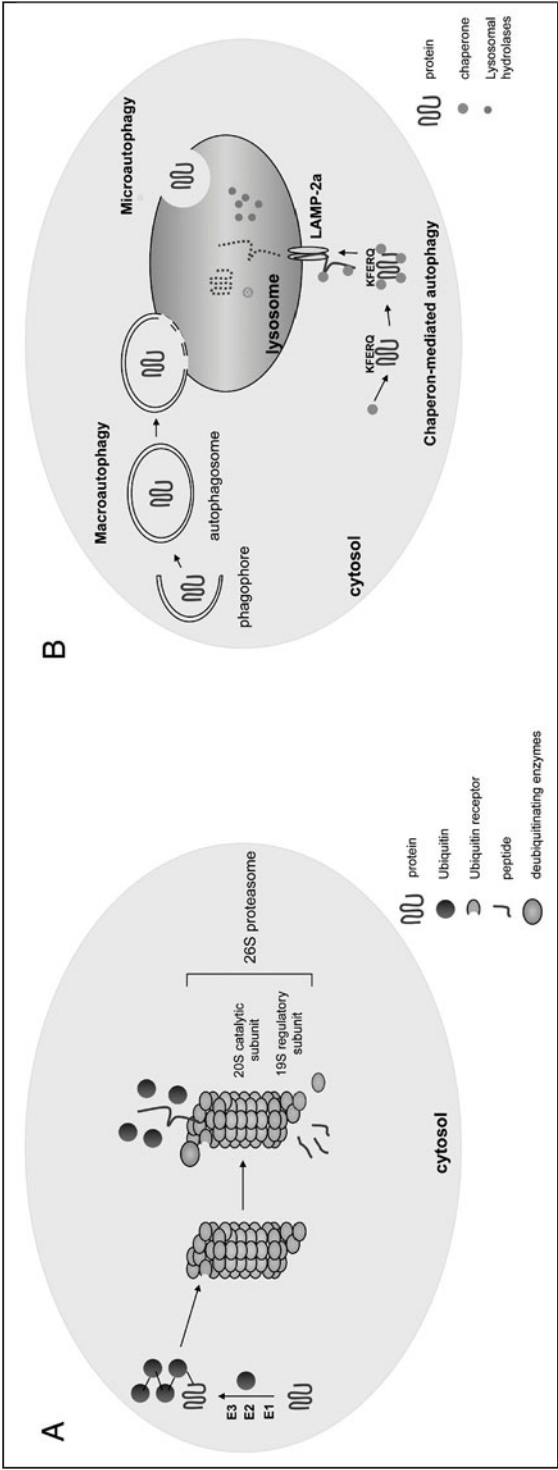 A
E3
E2
E1
26S proteasome
20S catalytic
subunit
19S regulatory
subunit
cytosol
protein
Ubiquitin
Ubiquitin receptor
peptide
deubiquitinating enzymes
B
Macroautophagy
phagophore
autophagosome
Microautophagy
lysosome
LAMP-2a
KFERQ
KFERQ
Chaperon-mediated autophagy
cytosol
protein
chaperone
Lysosomal
hydrolases